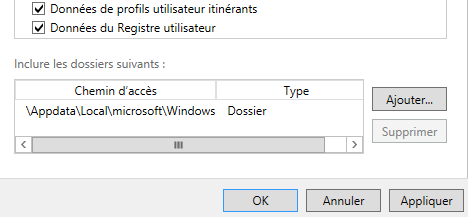 Données de profils utilisateur itinérants
Données du Registre utilisateur
Inclure les dossiers suivants :
Chemin d'accès Type
\Appdata\Local\microsoft\Windows Dossier
Ajouter...
Supprimer
OK Annuler Appliquer